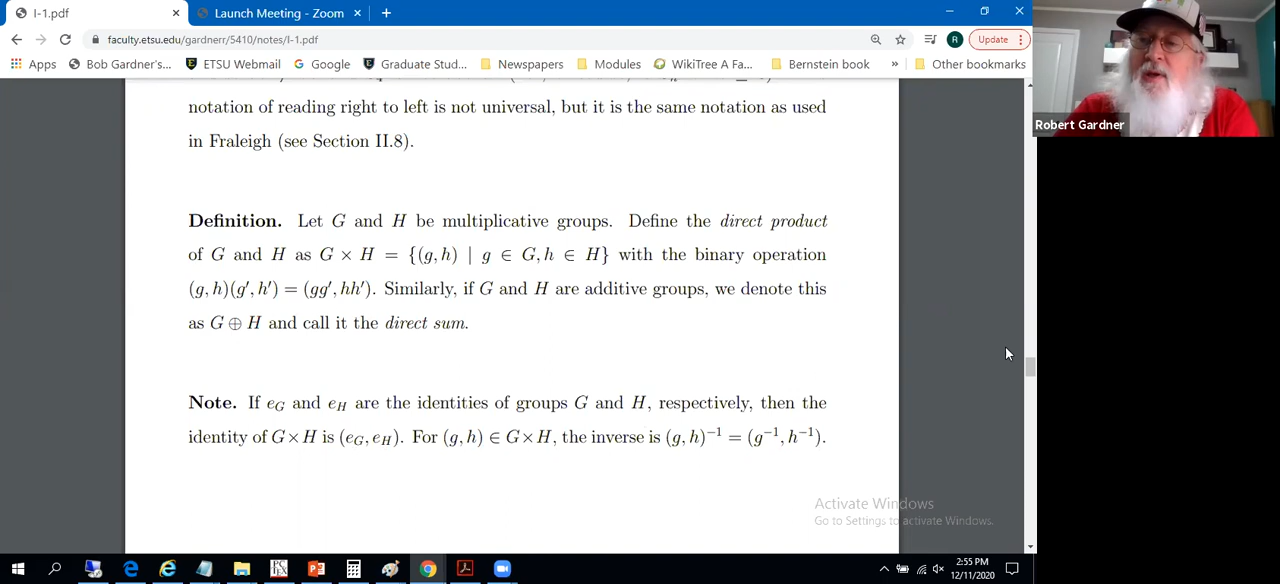 I-1.pdf
Launch Meeting - Zoom
faculty.etsu.edu/gardnerr/5410/notes/I-1.pdf
R
Update
Apps
Bob Gardner's...
ETSU Webmail
Google
Graduate Stud...
Newspapers
Modules
WikiTree A Fa...
Bernstein book
»
Other bookmarks
notation of reading right to left is not universal, but it is the same notation as used
in Fraleigh (see Section II.8).
Definition. Let G and H be multiplicative groups. Define the direct product
of G and H as G × H = {(g, h) | g ∈ G, h ∈ H} with the binary operation
(g, h)(g′, h′) = (gg′, hh′). Similarly, if G and H are additive groups, we denote this
as G ⊕ H and call it the direct sum.
Note. If e_G and e_H are the identities of groups G and H, respectively, then the
identity of G×H is (e_G, e_H). For (g, h) ∈ G×H, the inverse is (g, h)⁻¹ = (g⁻¹, h⁻¹).
Activate Windows
Go to Settings to activate Windows.
Robert Gardner
2:55 PM
12/11/2020